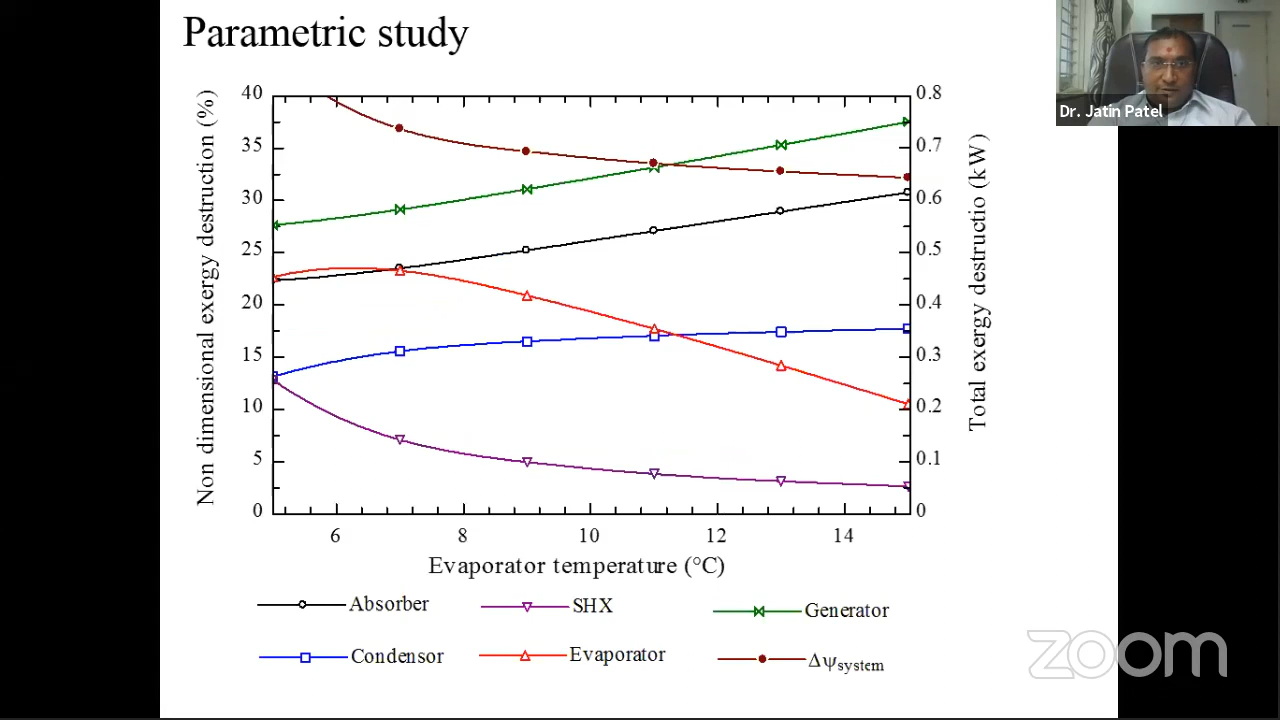 Parametric study
Dr. Jatin Patel
Non dimensional exergy destruction (%)
40
35
30
25
20
15
10
5
0
0.8
0.7
0.6
0.5
0.4
0.3
0.2
0.1
0
Total exergy destructio (kW)
6 8 10 12 14
Evaporator temperature (°C)
Absorber SHX Generator
Condensor Evaporator Δψsystem
zoom